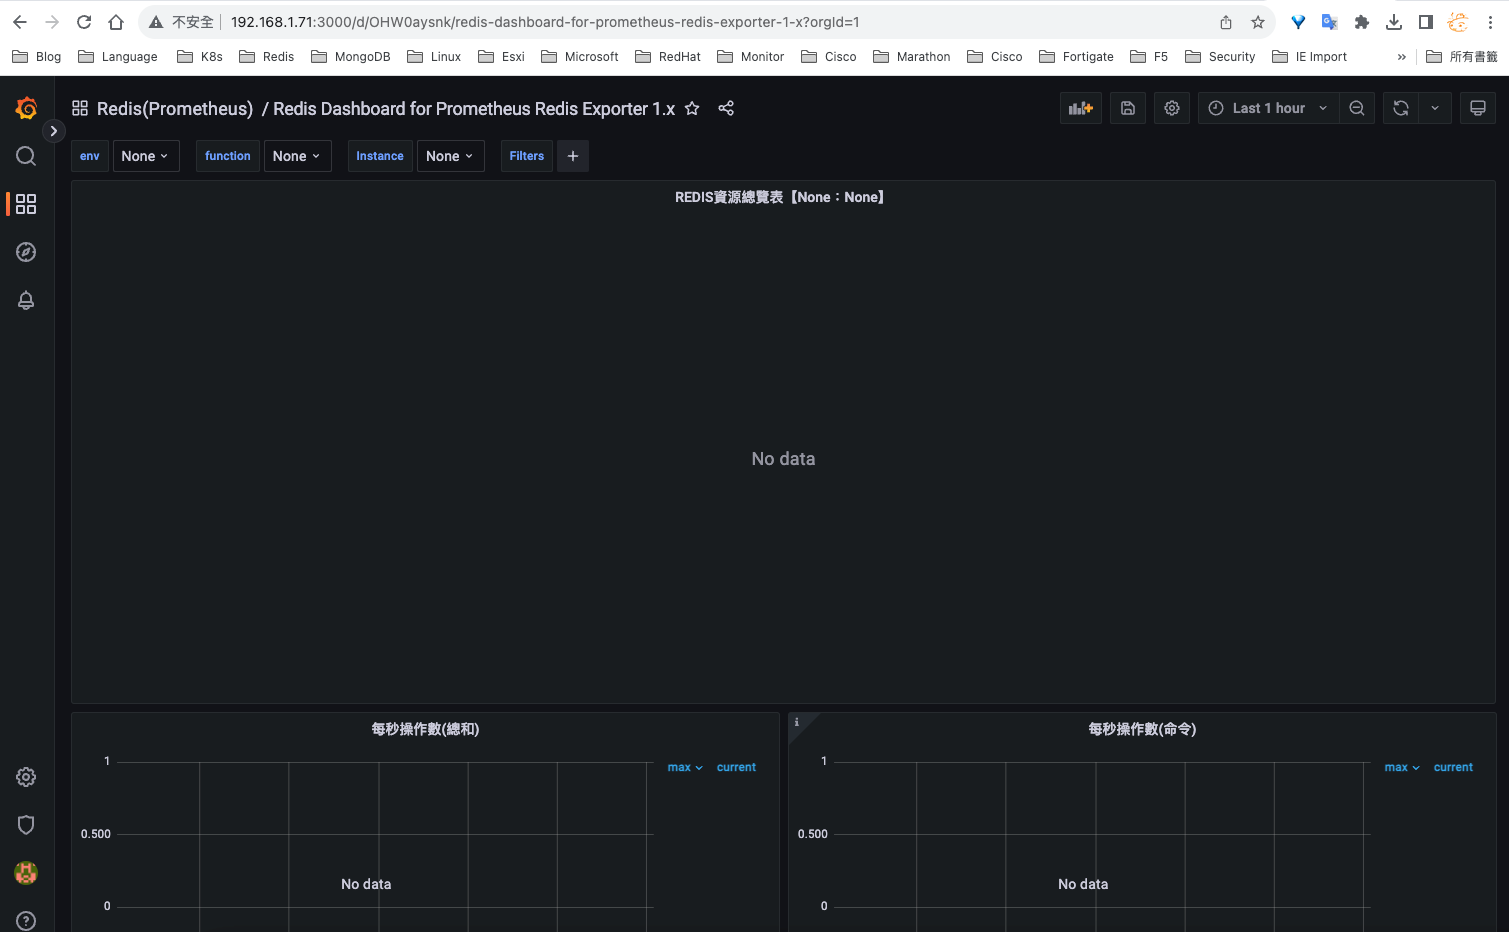 不安全 192.168.1.71:3000/d/OHW0aysnk/redis-dashboard-for-prometheus-redis-exporter-1-x?orgId=1
Blog Language K8s Redis MongoDB Linux Esxi Microsoft RedHat Monitor Cisco Marathon Cisco Fortigate F5 Security IE Import » 所有書籤
Redis(Prometheus) / Redis Dashboard for Prometheus Redis Exporter 1.x Last 1 hour
env None function None Instance None Filters +
REDIS資源總覽表【None：None】
No data
每秒操作數(總和)
1
max current
0.500
No data
0
每秒操作數(命令)
1
max current
0.500
No data
0